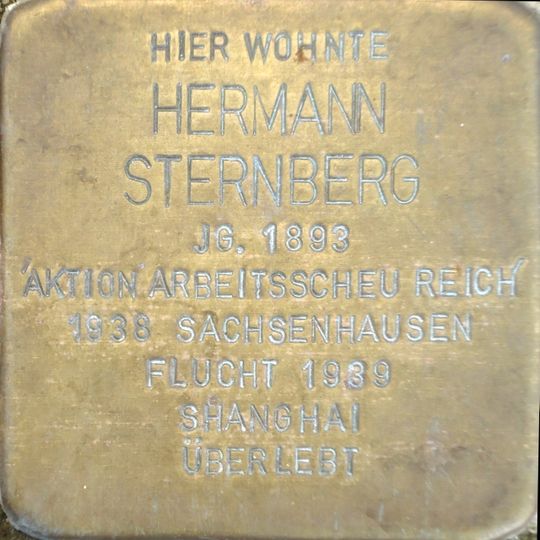 HIER WOHNTE
HERMANN
STERNBERG
JG. 1893
'AKTION ARBEITSSCHEU REICH'
1938 SACHSENHAUSEN
FLUCHT 1939
SHANGHAI
ÜBERLEBT